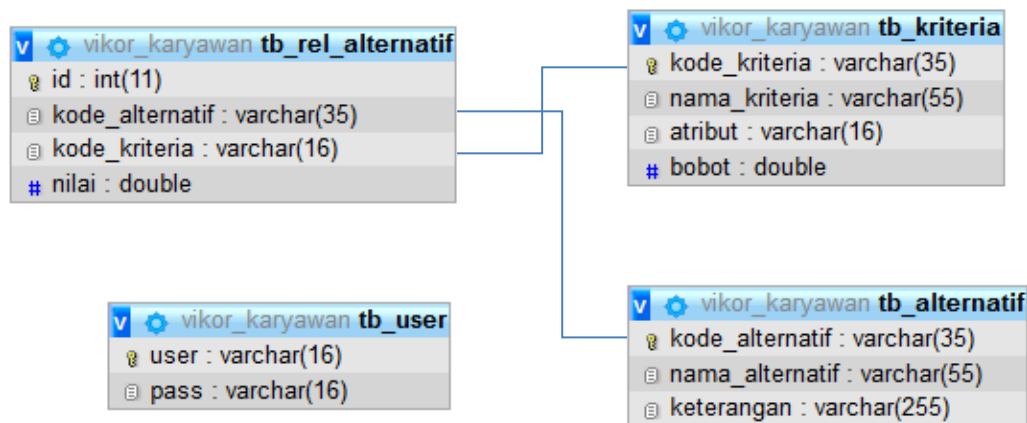 vikor_karyawan tb_rel_alternatif
id : int(11)
kode_alternatif : varchar(35)
kode_kriteria : varchar(16)
# nilai : double
vikor_karyawan tb_kriteria
kode_kriteria : varchar(35)
nama_kriteria : varchar(55)
atribut : varchar(16)
# bobot : double
vikor_karyawan tb_user
user : varchar(16)
pass : varchar(16)
vikor_karyawan tb_alternatif
kode_alternatif : varchar(35)
nama_alternatif : varchar(55)
keterangan : varchar(255)